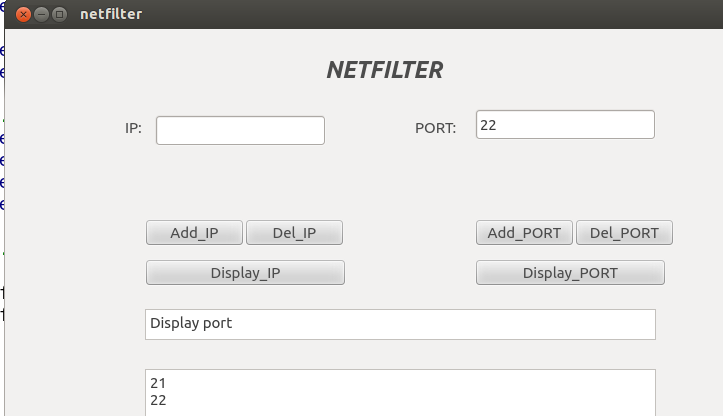 netfilter
NETFILTER
IP:
PORT: 22
Add_IP Del_IP Add_PORT Del_PORT
Display_IP Display_PORT
Display port
21
22